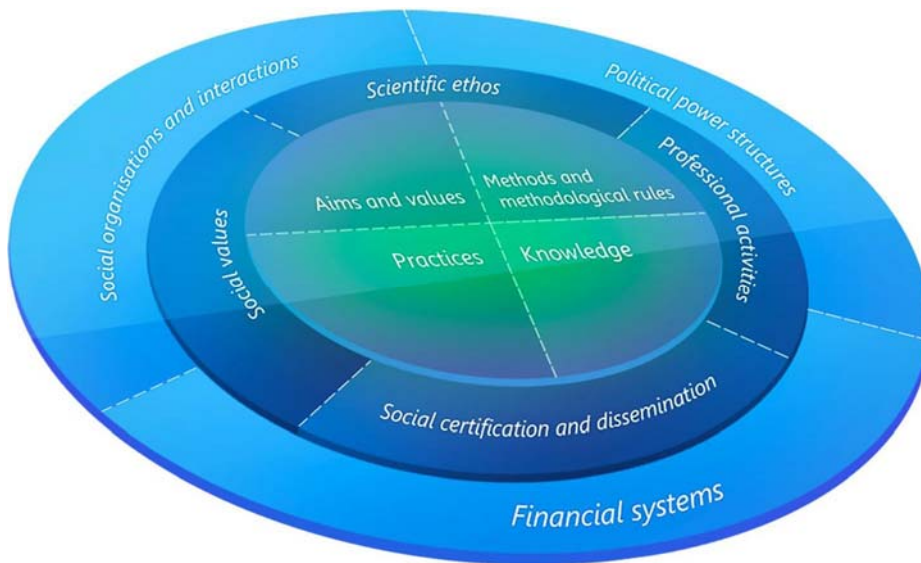 Social organisations and interactions
Political power structures
Scientific ethos
Professional activities
Social values
Aims and values
Methods and
methodological rules
Practices
Knowledge
Social certification and dissemination
Financial systems